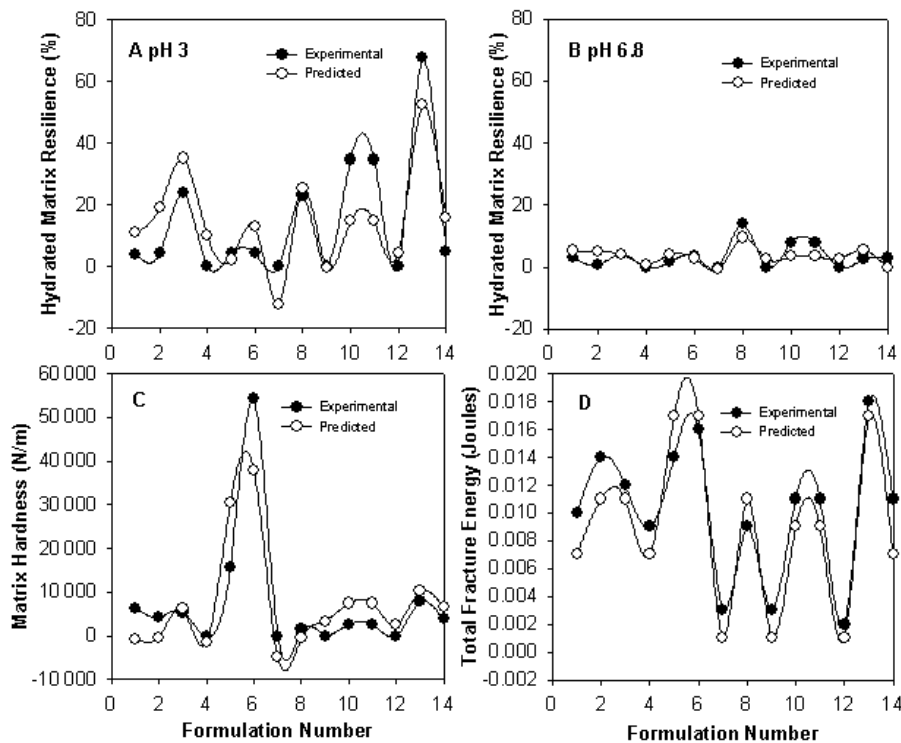 A pH 3
Experimental
Predicted
Hydrated Matrix Resilience (%)
80
60
40
20
0
-20
0 2 4 6 8 10 12 14
B pH 6.8
Experimental
Predicted
Hydrated Matrix Resilience (%)
80
60
40
20
0
-20
0 2 4 6 8 10 12 14
C
Experimental
Predicted
Matrix Hardness (N/m)
60 000
50 000
40 000
30 000
20 000
10 000
0
-10 000
0 2 4 6 8 10 12 14
Formulation Number
D
Experimental
Predicted
Total Fracture Energy (Joules)
0.020
0.018
0.016
0.014
0.012
0.010
0.008
0.006
0.004
0.002
0.000
-0.002
0 2 4 6 8 10 12 14
Formulation Number